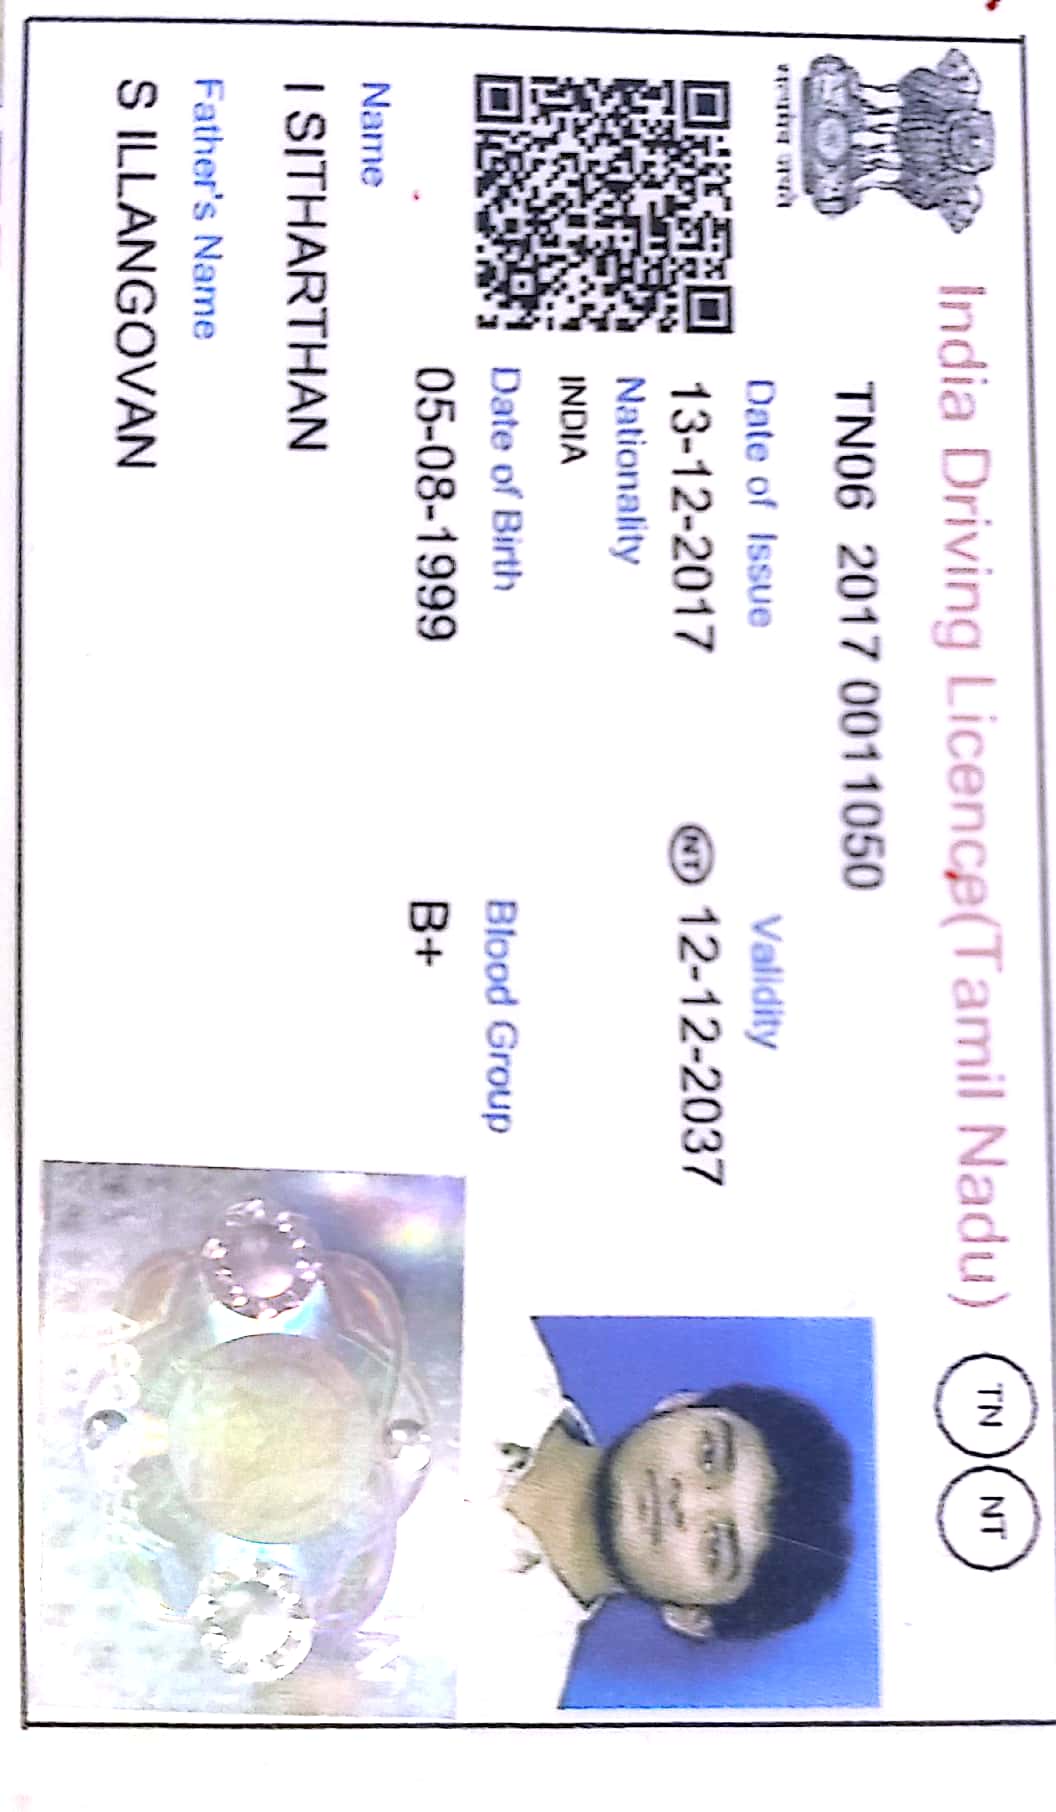 India Driving Licence(Tamil Nadu) TN NT
सत्यमेव जयते
TN06 2017 0011050
Date of Issue Validity
13-12-2017 NT 12-12-2037
Nationality
INDIA
Date of Birth Blood Group
05-08-1999 B+
Name
I SITHARTHAN
Father's Name
S ILLANGOVAN